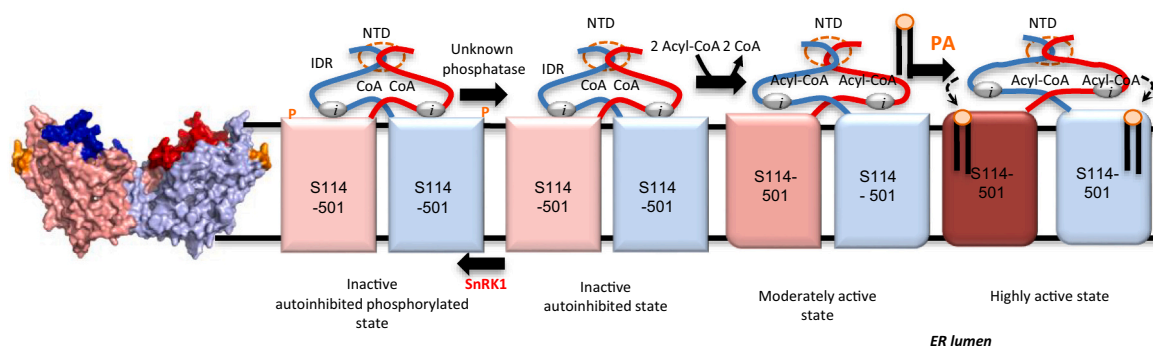 NTD
IDR
CoA CoA
i
P
P
S114
-501
S114
-501
Inactive
autoinhibited phosphorylated
state
Unknown
phosphatase
SnRK1
NTD
IDR
CoA CoA
i
S114
-501
S114
-501
Inactive
autoinhibited state
2 Acyl-CoA 2 CoA
NTD
Acyl-CoA Acyl-CoA
i
i
S114-
501
S114
- 501
Moderately active
state
PA
NTD
Acyl-CoA Acyl-CoA
i
i
S114-
501
S114-
501
Highly active state
ER lumen